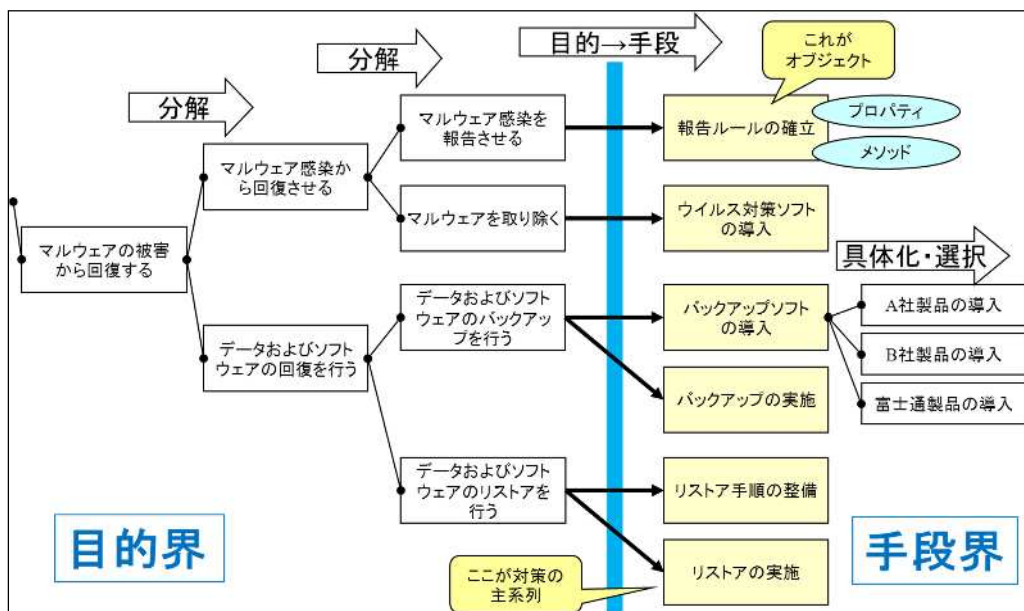 分解
分解
目的→手段
これが
オブジェクト
マルウェアの被害
から回復する
マルウェア感染か
ら回復させる
データおよびソフト
ウェアの回復を行う
マルウェア感染を
報告させる
マルウェアを取り除く
データおよびソフト
ウェアのバックアッ
プを行う
データおよびソフト
ウェアのリストアを
行う
報告ルールの確立
プロパティ
メソッド
ウイルス対策ソフト
の導入
具体化・選択
バックアップソフト
の導入
A社製品の導入
B社製品の導入
富士通製品の導入
バックアップの実施
リストア手順の整備
リストアの実施
ここが対策の
主系列
目的界
手段界